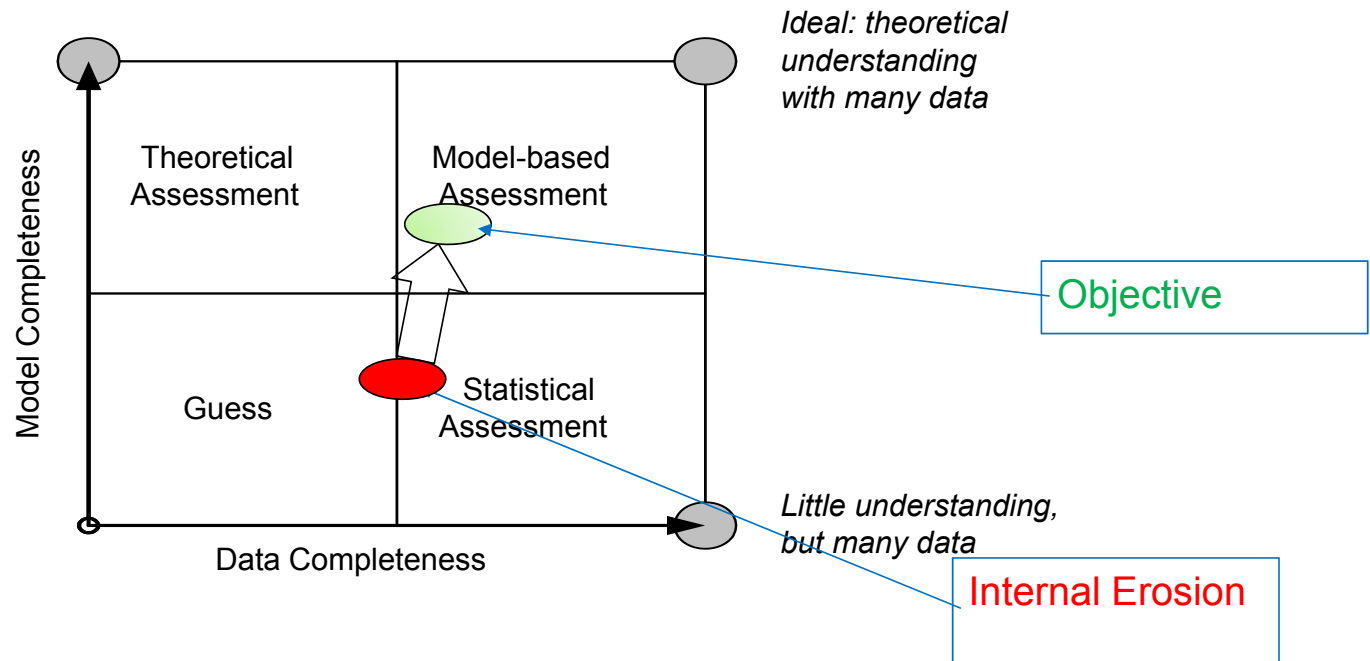 Ideal: theoretical
understanding
with many data
Theoretical
Assessment
Model-based
Assessment
Model Completeness
Objective
Guess
Statistical
Assessment
Little understanding,
but many data
Data Completeness
Internal Erosion